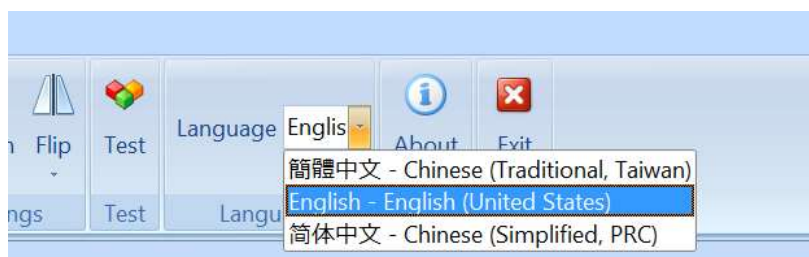 Language Englis
Flip Test About Exit
簡體中文 - Chinese (Traditional, Taiwan)
English - English (United States)
ngs Test Langu
简体中文 - Chinese (Simplified, PRC)